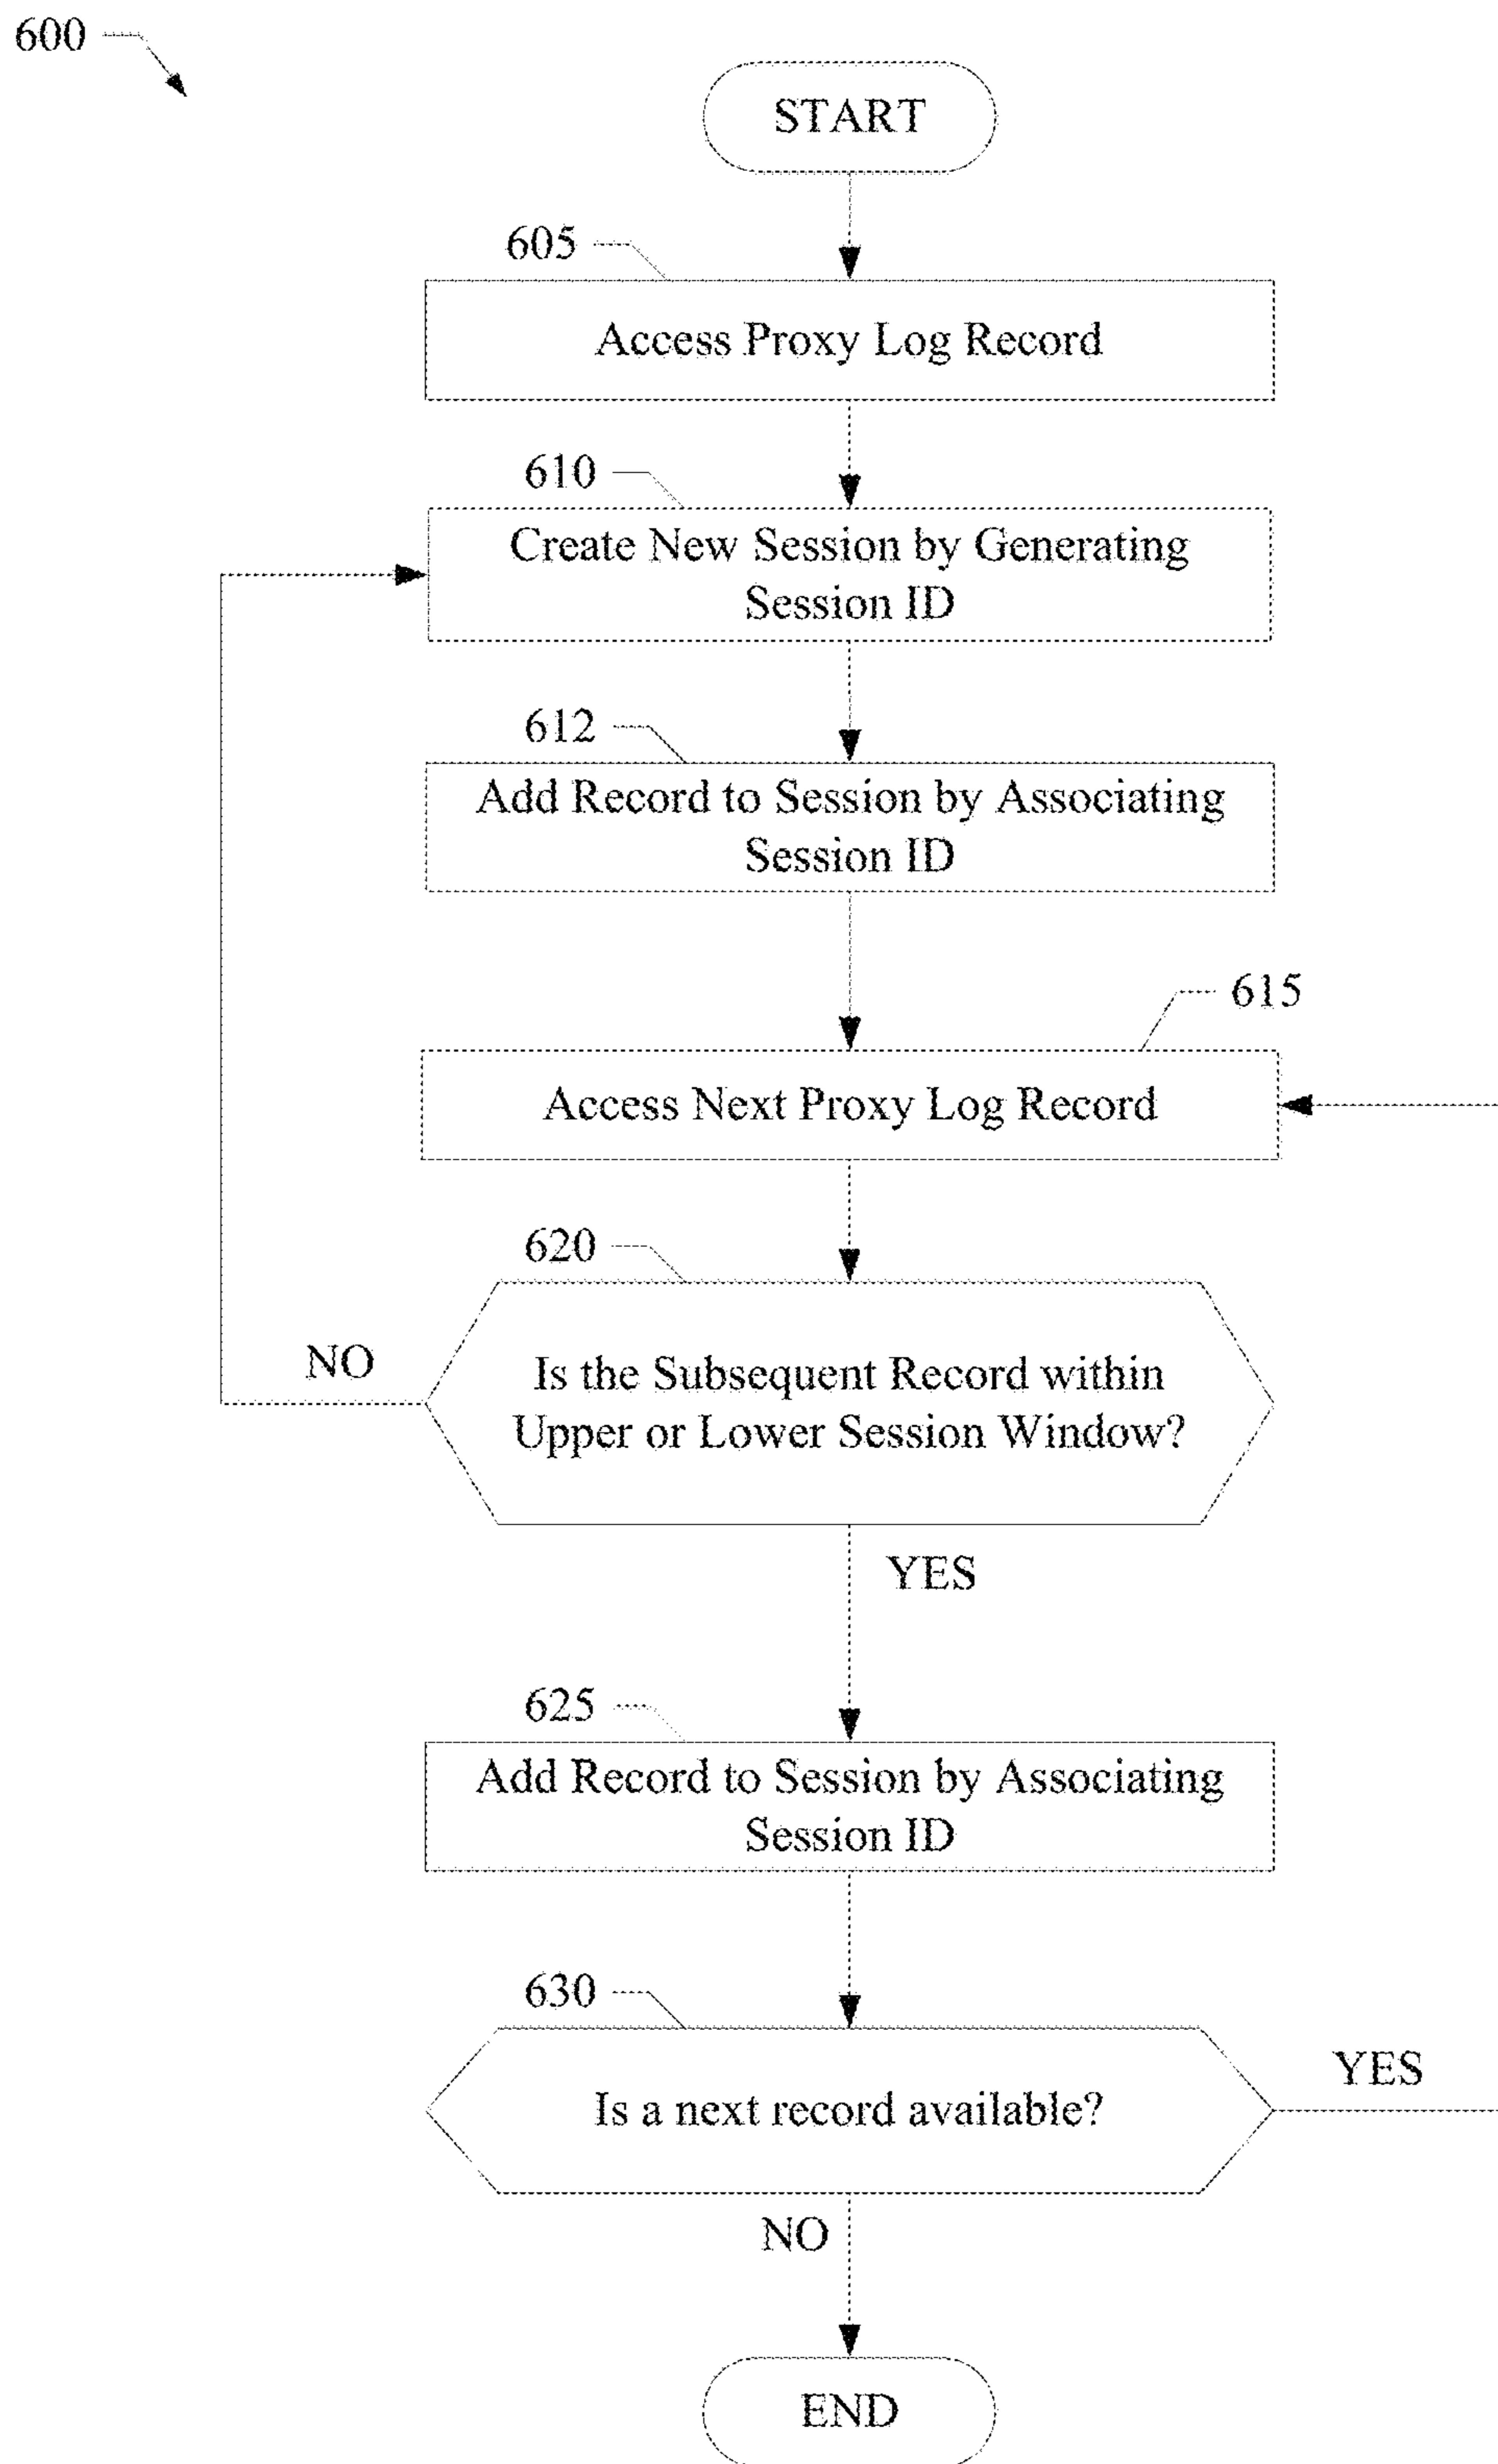 600
START
605
Access Proxy Log Record
610
Create New Session by Generating
Session ID
612
Add Record to Session by Associating
Session ID
615
Access Next Proxy Log Record
620
NO
Is the Subsequent Record within
Upper or Lower Session Window?
YES
625
Add Record to Session by Associating
Session ID
630
YES
Is a next record available?
NO
END